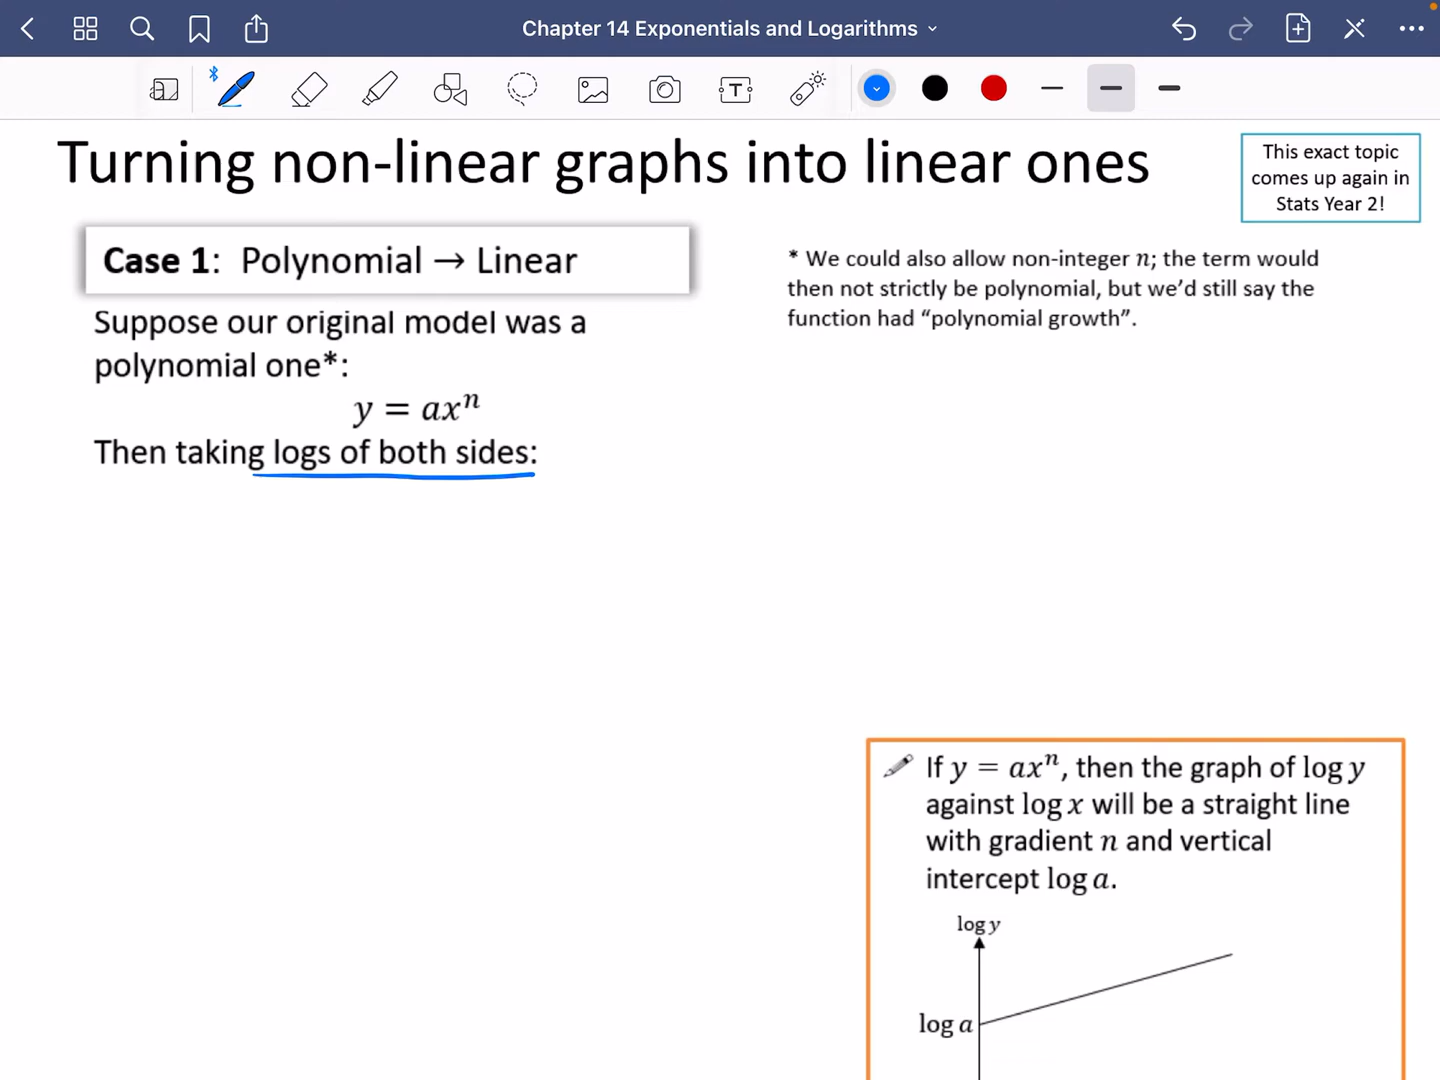 Chapter 14 Exponentials and Logarithms
Turning non-linear graphs into linear ones
This exact topic
comes up again in
Stats Year 2!
Case 1: Polynomial → Linear
Suppose our original model was a
polynomial one*:
y = axⁿ
Then taking logs of both sides:
* We could also allow non-integer n; the term would
then not strictly be polynomial, but we’d still say the
function had “polynomial growth”.
If y = axⁿ, then the graph of log y
against log x will be a straight line
with gradient n and vertical
intercept log a.
log y
log a